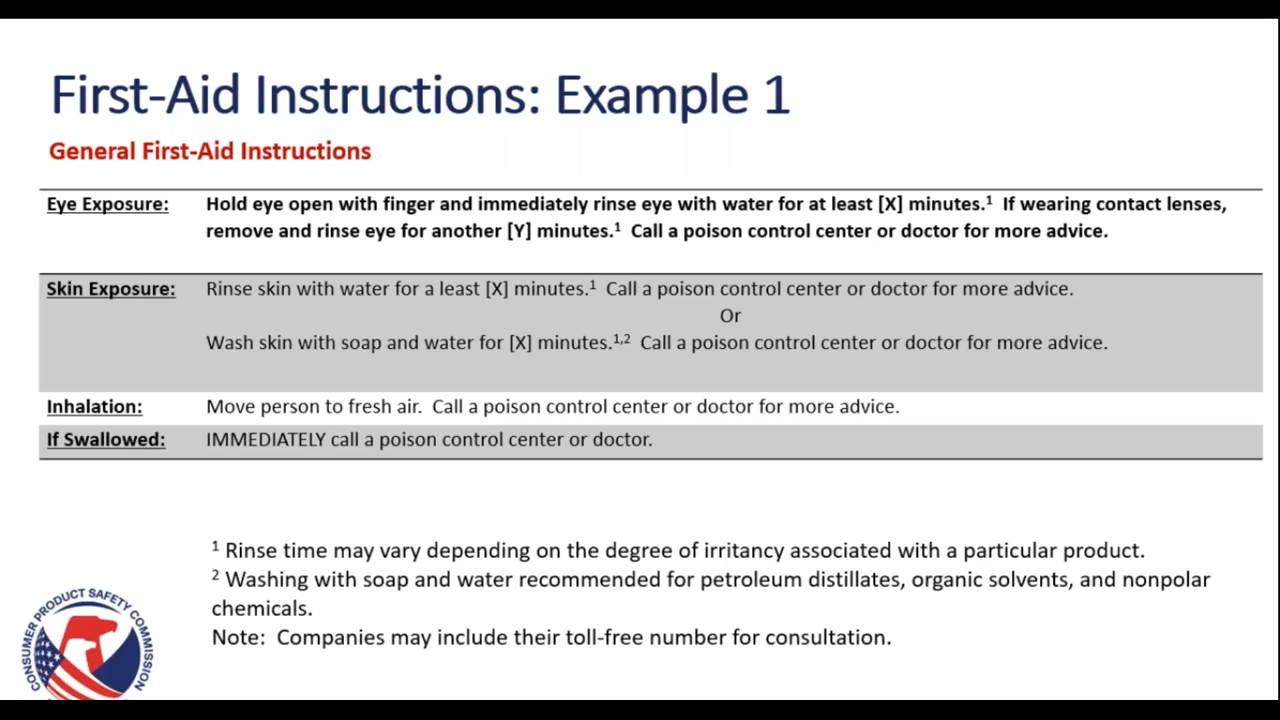 First-Aid Instructions: Example 1
General First-Aid Instructions
Eye Exposure: Hold eye open with finger and immediately rinse eye with water for at least [X] minutes.¹ If wearing contact lenses,
remove and rinse eye for another [Y] minutes.¹ Call a poison control center or doctor for more advice.
Skin Exposure: Rinse skin with water for a least [X] minutes.¹ Call a poison control center or doctor for more advice.
Or
Wash skin with soap and water for [X] minutes.¹,² Call a poison control center or doctor for more advice.
Inhalation: Move person to fresh air. Call a poison control center or doctor for more advice.
If Swallowed: IMMEDIATELY call a poison control center or doctor.
¹ Rinse time may vary depending on the degree of irritancy associated with a particular product.
² Washing with soap and water recommended for petroleum distillates, organic solvents, and nonpolar
chemicals.
Note: Companies may include their toll-free number for consultation.
CONSUMER PRODUCT SAFETY COMMISSION